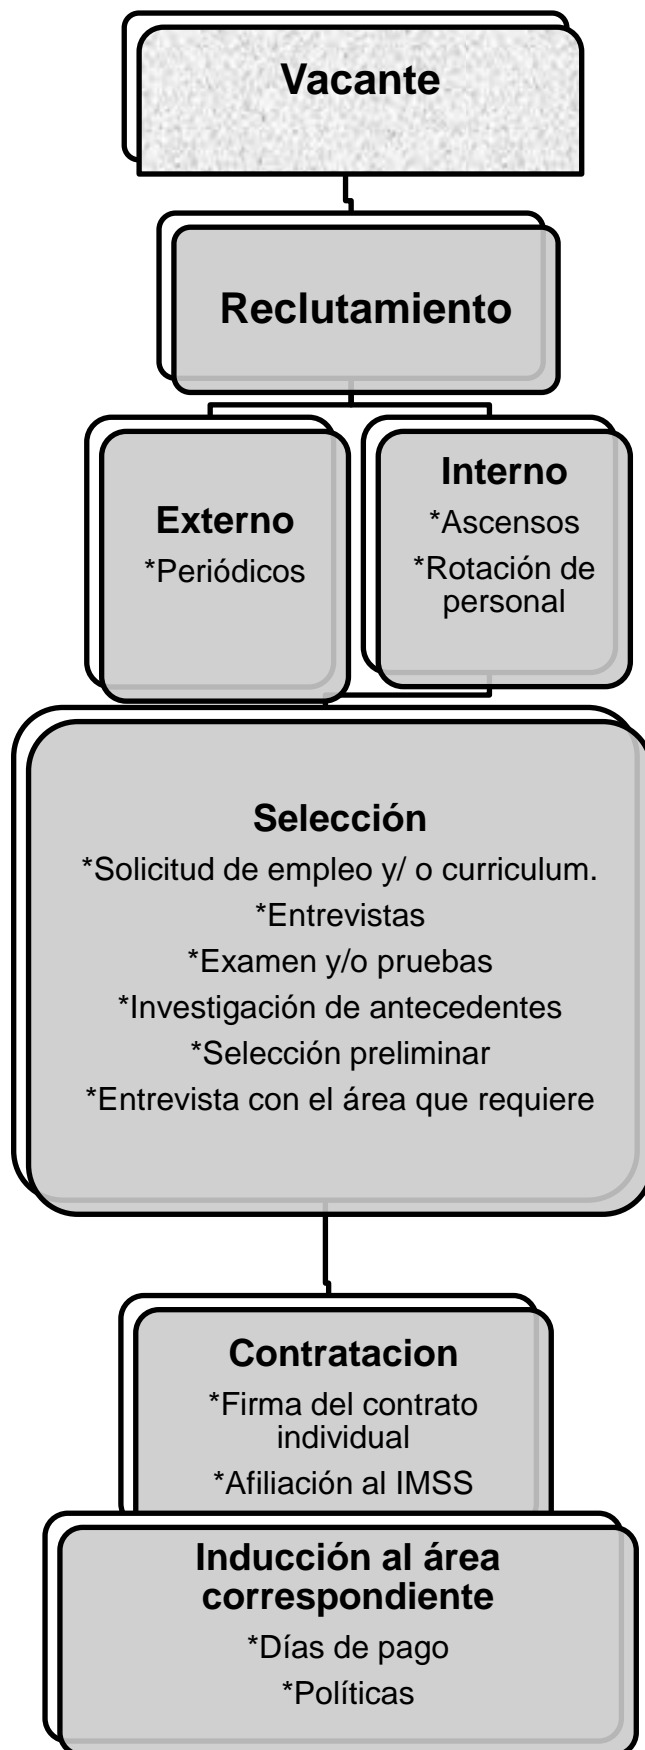 Vacante
Reclutamiento
Externo
*Periódicos
Interno
*Ascensos
*Rotación de
personal
Selección
*Solicitud de empleo y/ o curriculum.
*Entrevistas
*Examen y/o pruebas
*Investigación de antecedentes
*Selección preliminar
*Entrevista con el área que requiere
Contratacion
*Firma del contrato
individual
*Afiliación al IMSS
Inducción al área
correspondiente
*Días de pago
*Políticas